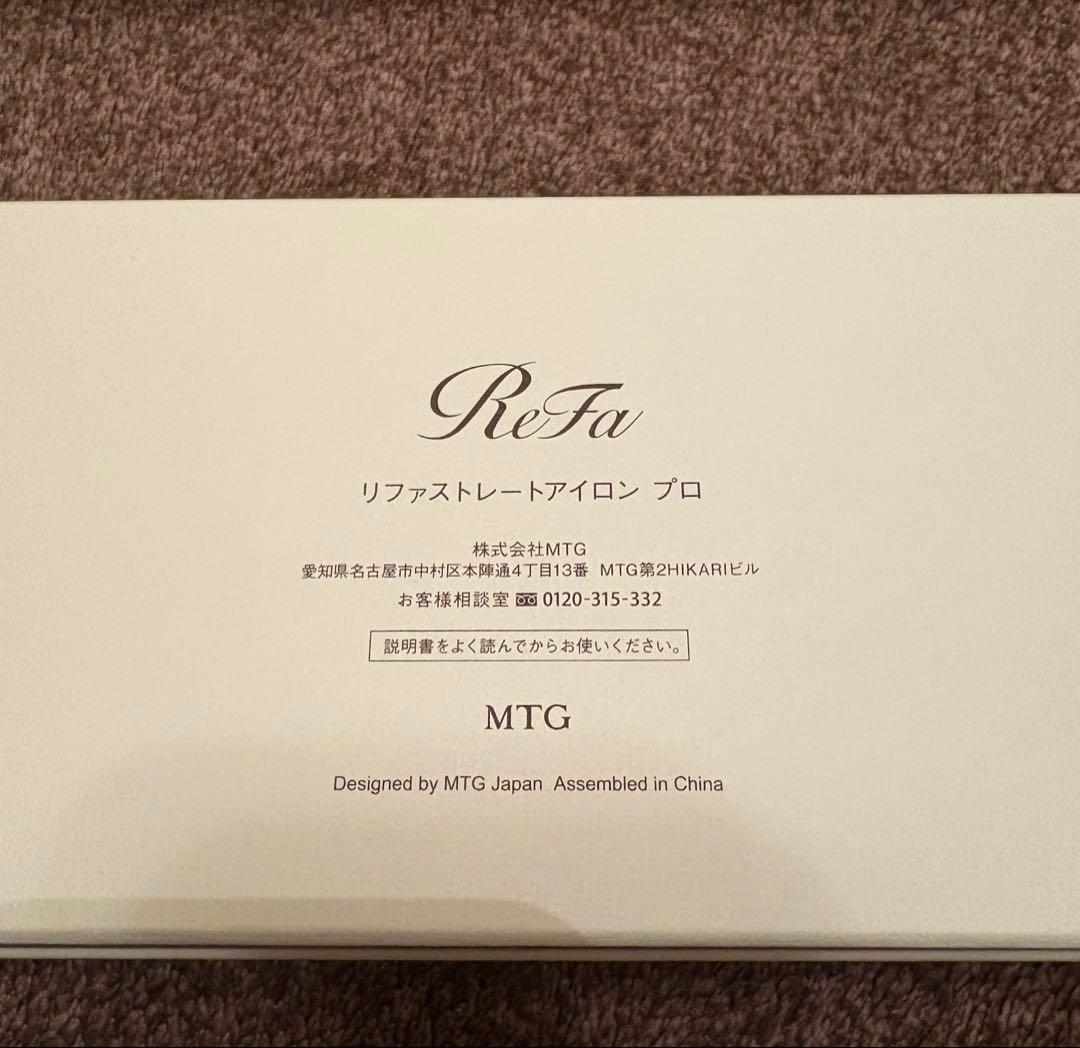 ReFa
リファストレートアイロン プロ
株式会社MTG
愛知県名古屋市中村区本陣通4丁目13番 MTG第2HIKARIビル
お客様相談室 0120-315-332
説明書をよく読んでからお使いください。
MTG
Designed by MTG Japan Assembled in China